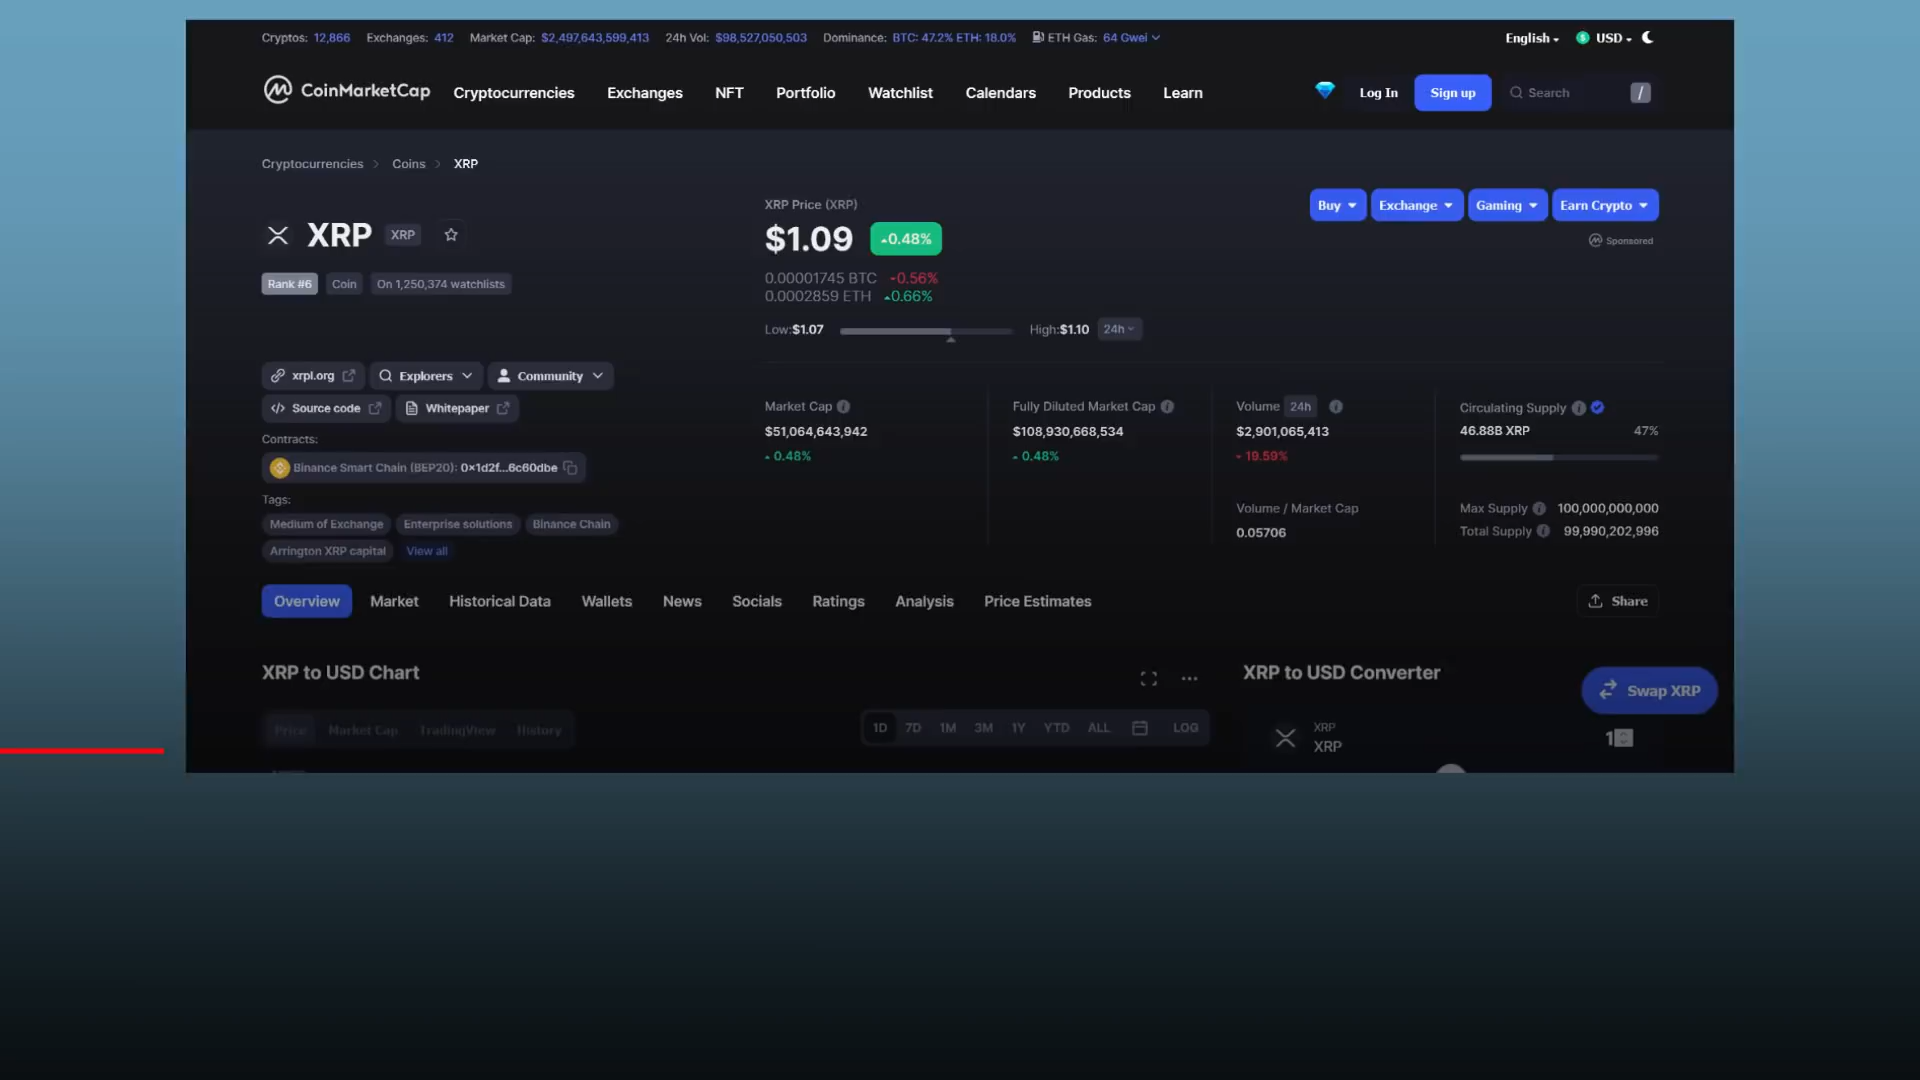 Cryptos: 12,866 Exchanges: 412 Market Cap: $2,497,643,599,413 24h Vol: $98,527,050,503 Dominance: BTC: 47.2% ETH: 18.0% ETH Gas: 64 Gwei English USD
CoinMarketCap Cryptocurrencies Exchanges NFT Portfolio Watchlist Calendars Products Learn Log In Sign up Search /
Cryptocurrencies > Coins > XRP
XRP Price (XRP)
Buy Exchange Gaming Earn Crypto
XRP XRP
$1.09 0.48%
Sponsored
0.00001745 BTC 0.56%
Rank #6 Coin On 1,250,374 watchlists
0.0002859 ETH 0.66%
Low:$1.07 High:$1.10 24h
xrpl.org Explorers Community
Source code Whitepaper
Contracts:
Binance Smart Chain (BEP20): 0x1d2f...6c60dbe
Tags:
Medium of Exchange Enterprise solutions Binance Chain
Arrington XRP capital View all
Market Cap
$51,064,643,942
0.48%
Fully Diluted Market Cap
$108,930,668,534
0.48%
Volume 24h
$2,901,065,413
19.59%
Volume / Market Cap
0.05706
Circulating Supply
46.88B XRP 47%
Max Supply 100,000,000,000
Total Supply 99,990,202,996
Overview Market Historical Data Wallets News Socials Ratings Analysis Price Estimates Share
XRP to USD Chart
Price Market Cap TradingView History
1D 7D 1M 3M 1Y YTD ALL LOG
XRP to USD Converter
Swap XRP
XRP
XRP
1